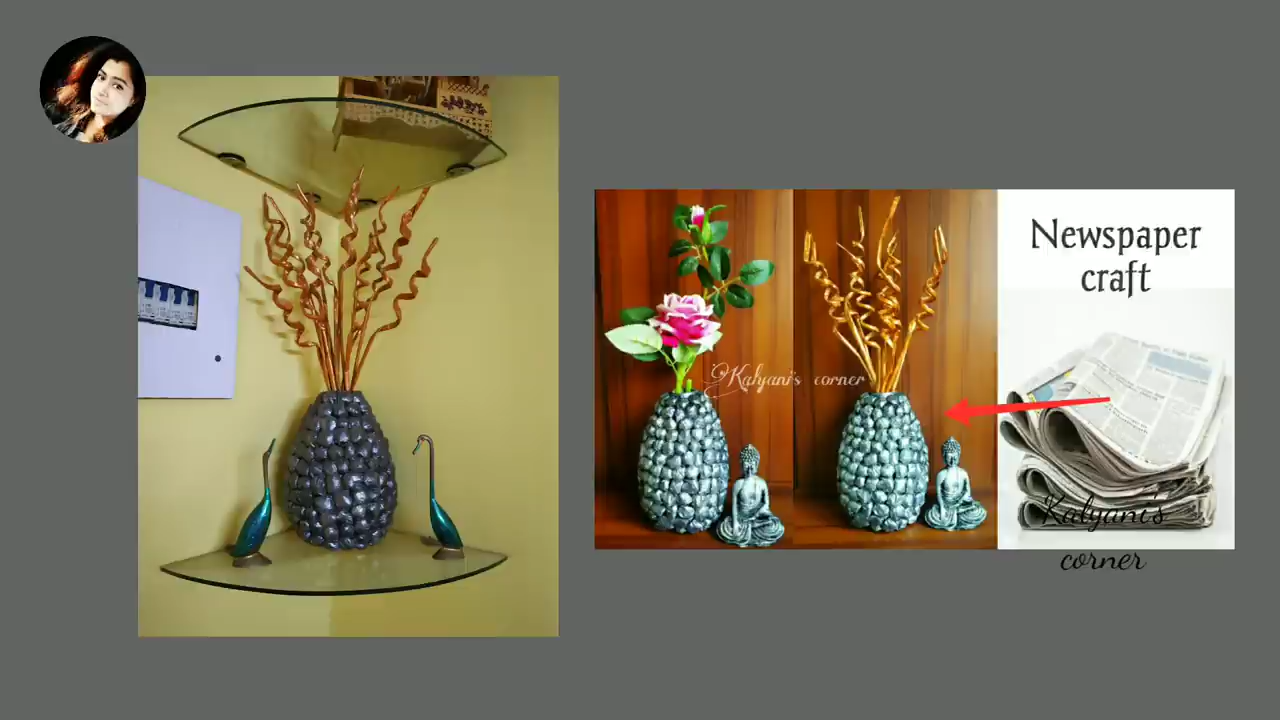 Newspaper
craft
Kalyani's corner
Kalyani's
corner